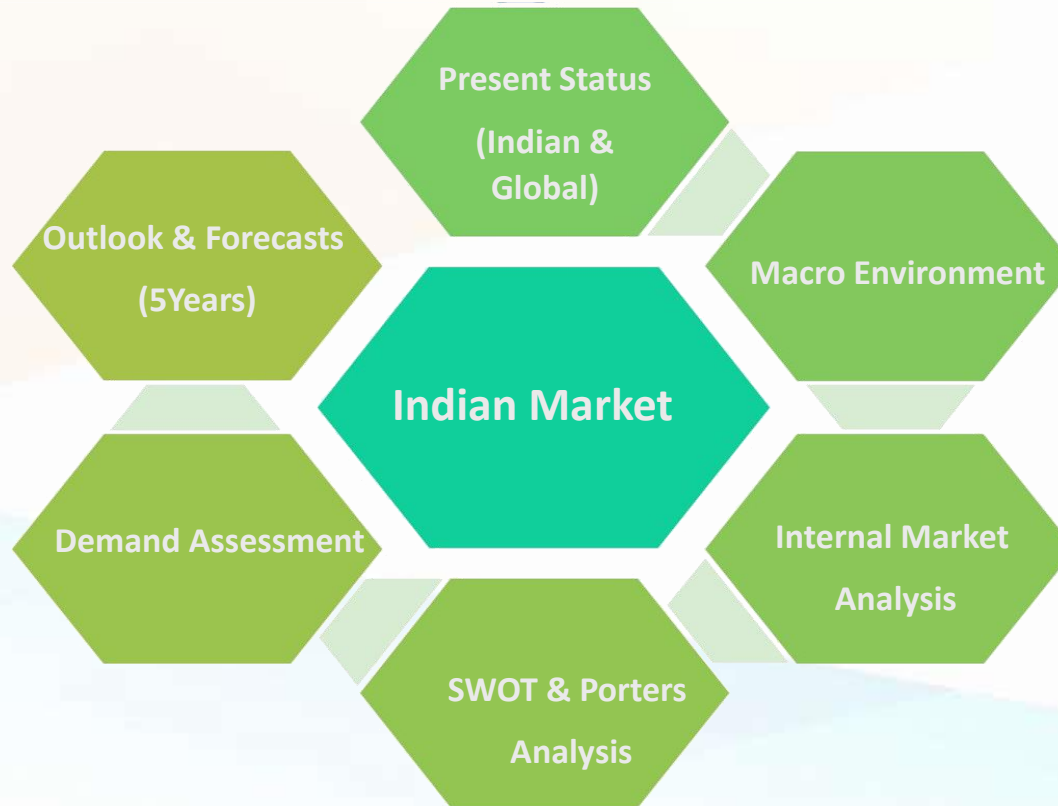 Present Status
(Indian &
Global)
Macro Environment
Internal Market
Analysis
SWOT & Porters
Analysis
Demand Assessment
Outlook & Forecasts
(5Years)
Indian Market